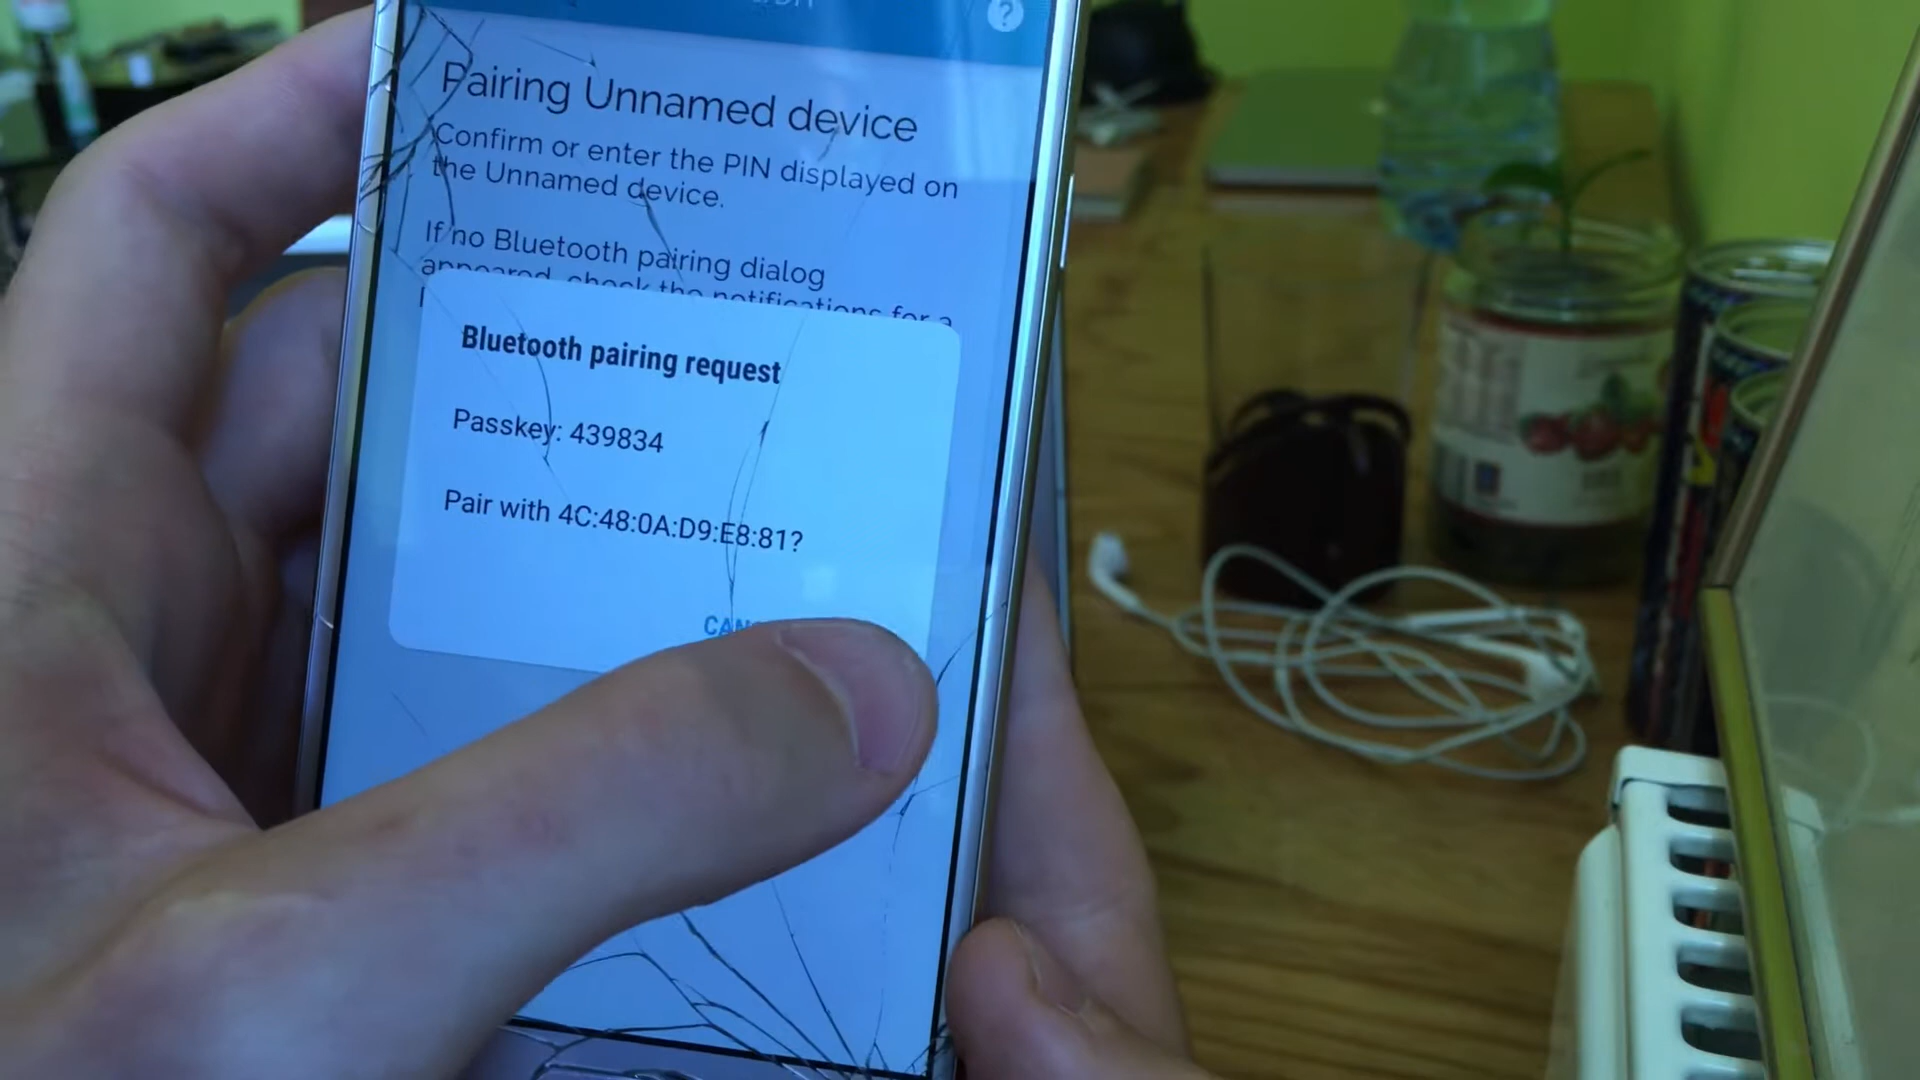 ?
Pairing Unnamed device
Confirm or enter the PIN displayed on
the Unnamed device.
If no Bluetooth pairing dialog
appeared, check the notifications for a
Bluetooth pairing request
Passkey: 439834
Pair with 4C:48:0A:D9:E8:81?